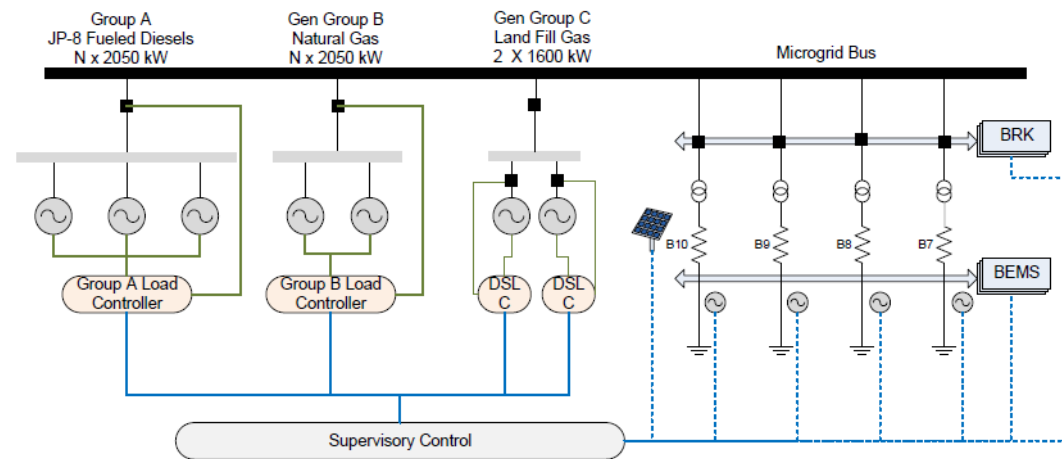 Group A
JP-8 Fueled Diesels
N x 2050 kW
Gen Group B
Natural Gas
N x 2050 kW
Gen Group C
Land Fill Gas
2 X 1600 kW
Microgrid Bus
BRK
B10
B9
B8
B7
Group A Load
Controller
Group B Load
Controller
DSL
C
DSL
C
BEMS
Supervisory Control